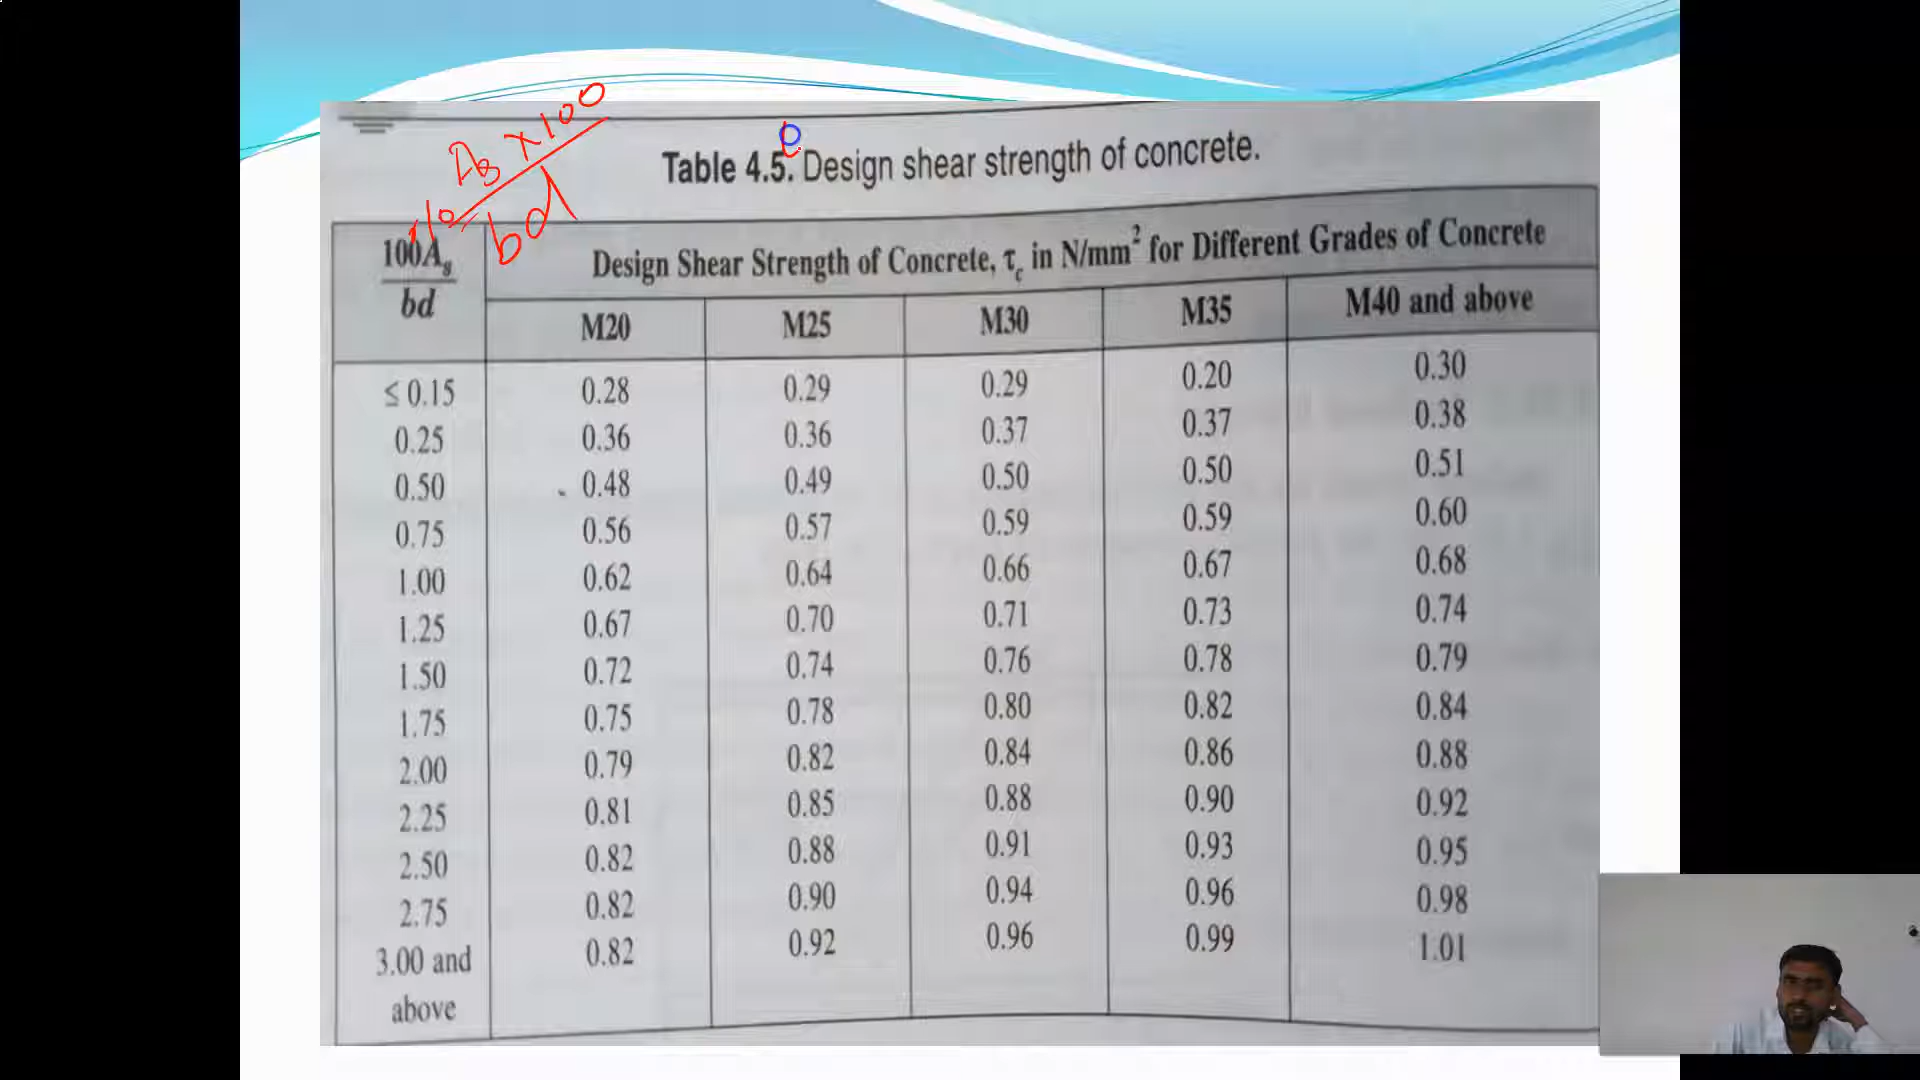 As x 100
% = bd
Table 4.5. Design shear strength of concrete.
100As Design Shear Strength of Concrete, τc in N/mm² for Different Grades of Concrete
bd
M20 M25 M30 M35 M40 and above
≤ 0.15 0.28 0.29 0.29 0.20 0.30
0.25 0.36 0.36 0.37 0.37 0.38
0.50 0.48 0.49 0.50 0.50 0.51
0.75 0.56 0.57 0.59 0.59 0.60
1.00 0.62 0.64 0.66 0.67 0.68
1.25 0.67 0.70 0.71 0.73 0.74
1.50 0.72 0.74 0.76 0.78 0.79
1.75 0.75 0.78 0.80 0.82 0.84
2.00 0.79 0.82 0.84 0.86 0.88
2.25 0.81 0.85 0.88 0.90 0.92
2.50 0.82 0.88 0.91 0.93 0.95
2.75 0.82 0.90 0.94 0.96 0.98
3.00 and 0.82 0.92 0.96 0.99 1.01
above